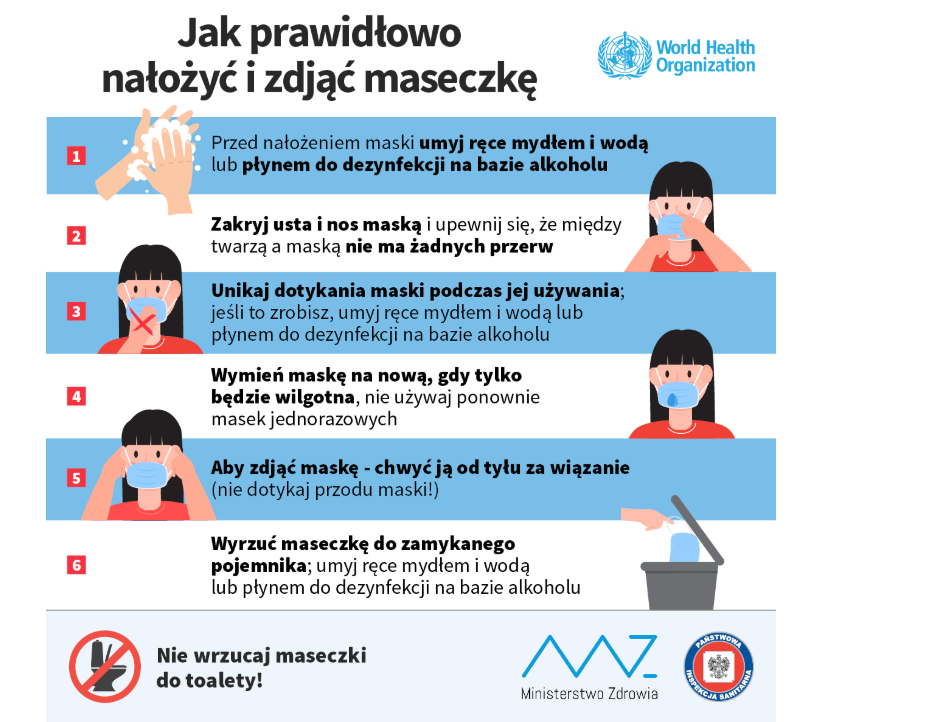 Jak prawidłowo
nałożyć i zdjąć maseczkę
World Health
Organization
1
Przed nałożeniem maski umyj ręce mydłem i wodą
lub płynem do dezynfekcji na bazie alkoholu
2
Zakryj usta i nos maską i upewnij się, że między
twarzą a maską nie ma żadnych przerw
3
Unikaj dotykania maski podczas jej używania;
jeśli to zrobisz, umyj ręce mydłem i wodą lub
płynem do dezynfekcji na bazie alkoholu
4
Wymień maskę na nową, gdy tylko
będzie wilgotna, nie używaj ponownie
masek jednorazowych
5
Aby zdjąć maskę - chwyć ją od tyłu za wiązanie
(nie dotykaj przodu maski!)
6
Wyrzuć maseczkę do zamykanego
pojemnika; umyj ręce mydłem i wodą
lub płynem do dezynfekcji na bazie alkoholu
Nie wrzucaj maseczki
do toalety!
Ministerstwo Zdrowia
PAŃSTWOWA
INSPEKCJA SANITARNA